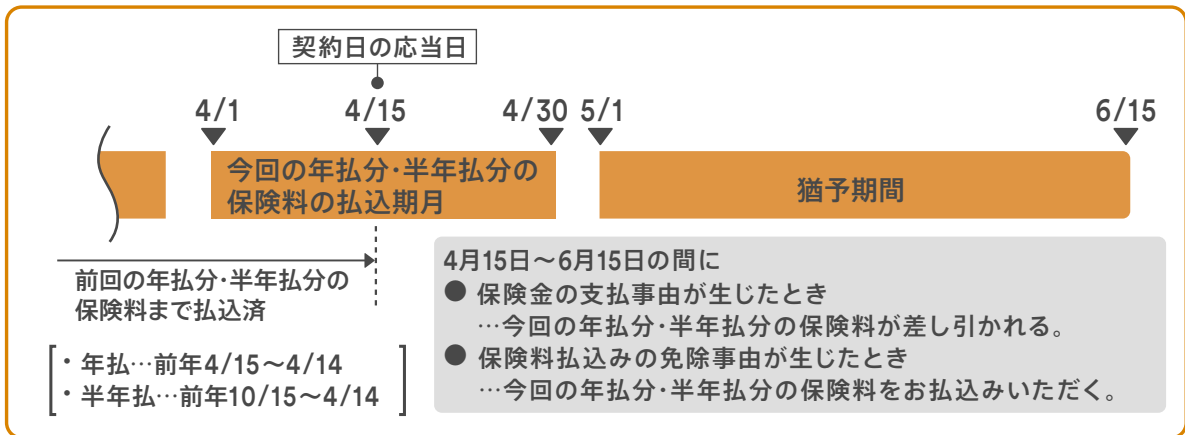 契約日の応当日
4/1
4/15
4/30
5/1
6/15
今回の年払分・半年払分の
保険料の払込期月
猶予期間
前回の年払分・半年払分の
保険料まで払込済
・年払…前年4/15〜4/14
・半年払…前年10/15〜4/14
4月15日〜6月15日の間に
● 保険金の支払事由が生じたとき
…今回の年払分・半年払分の保険料が差し引かれる。
● 保険料払込みの免除事由が生じたとき
…今回の年払分・半年払分の保険料をお払込みいただく。